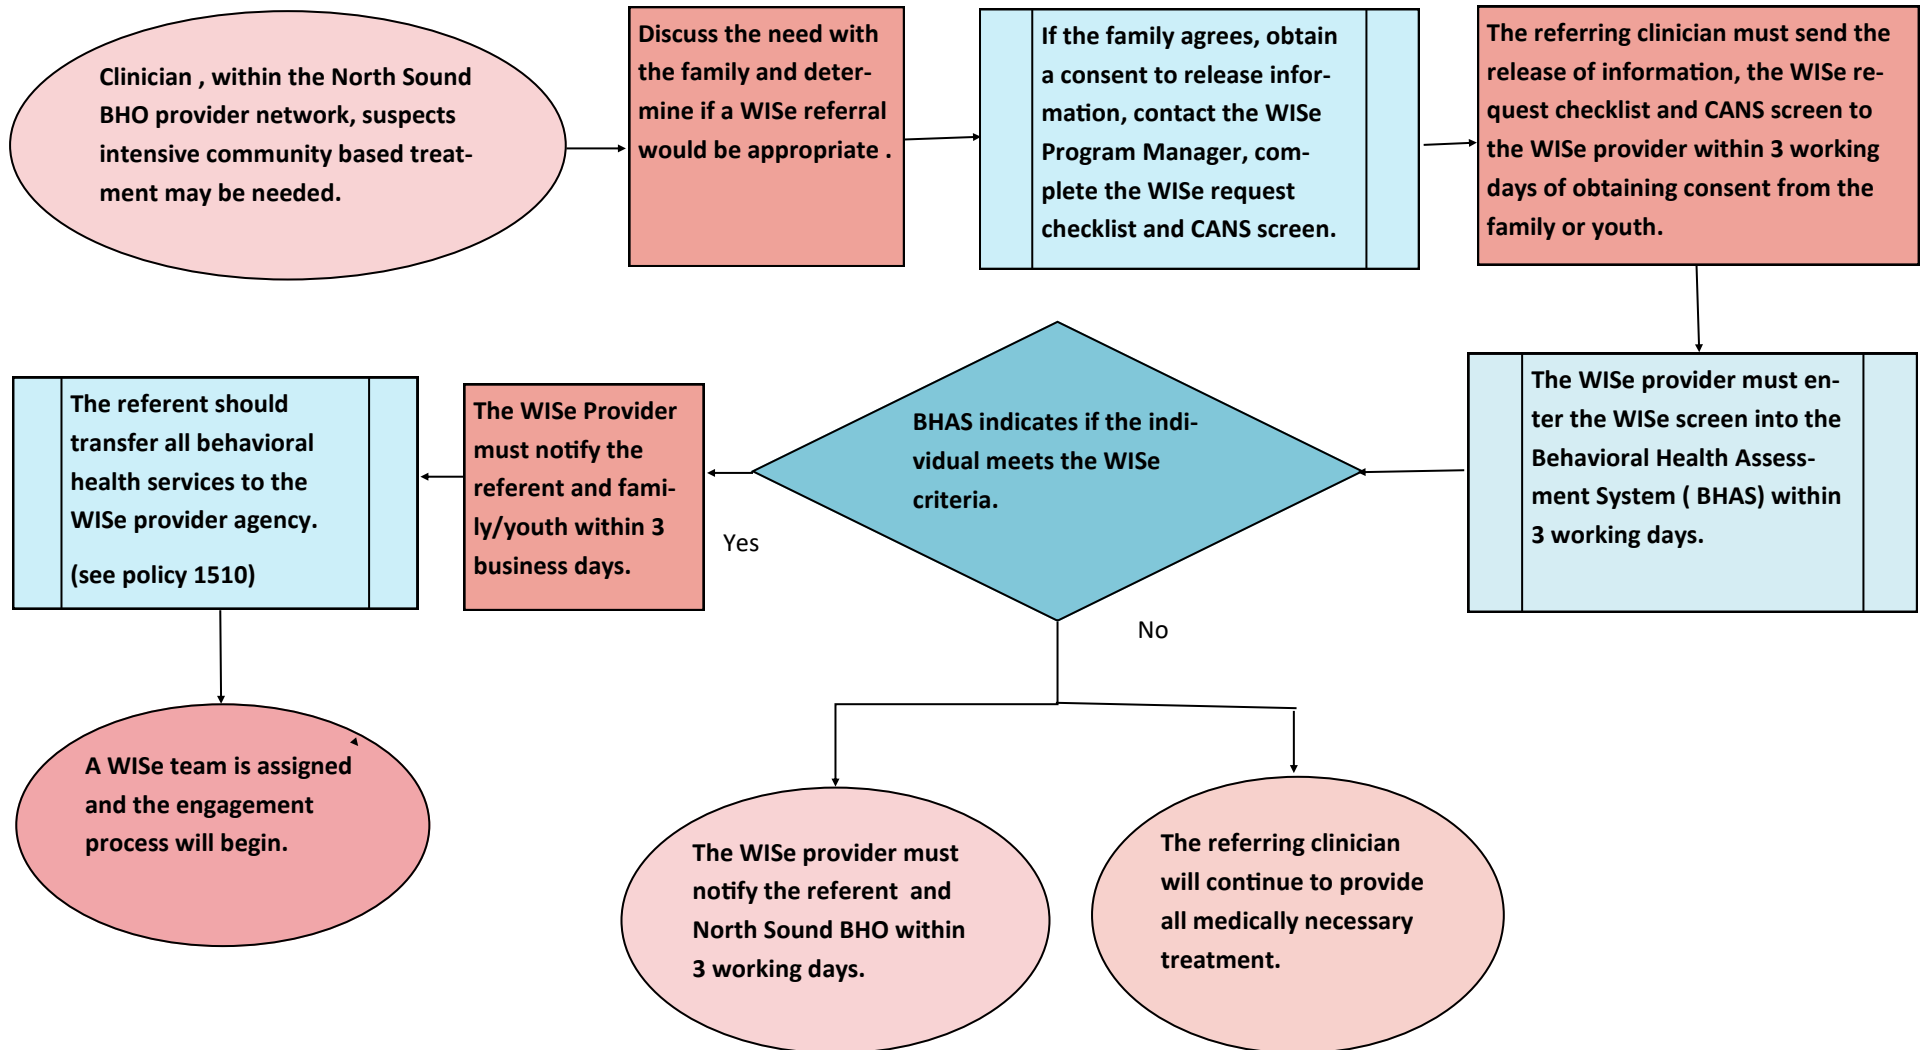 Clinician , within the North Sound
BHO provider network, suspects
intensive community based treat-
ment may be needed.
Discuss the need with
the family and deter-
mine if a WISe referral
would be appropriate .
If the family agrees, obtain
a consent to release infor-
mation, contact the WISe
Program Manager, com-
plete the WISe request
checklist and CANS screen.
The referring clinician must send the
release of information, the WISe re-
quest checklist and CANS screen to
the WISe provider within 3 working
days of obtaining consent from the
family or youth.
The WISe provider must en-
ter the WISe screen into the
Behavioral Health Assess-
ment System ( BHAS) within
3 working days.
BHAS indicates if the indi-
vidual meets the WISe
criteria.
Yes
The WISe Provider
must notify the
referent and fami-
ly/youth within 3
business days.
The referent should
transfer all behavioral
health services to the
WISe provider agency.
(see policy 1510)
A WISe team is assigned
and the engagement
process will begin.
No
The WISe provider must
notify the referent  and
North Sound BHO within
3 working days.
The referring clinician
will continue to provide
all medically necessary
treatment.